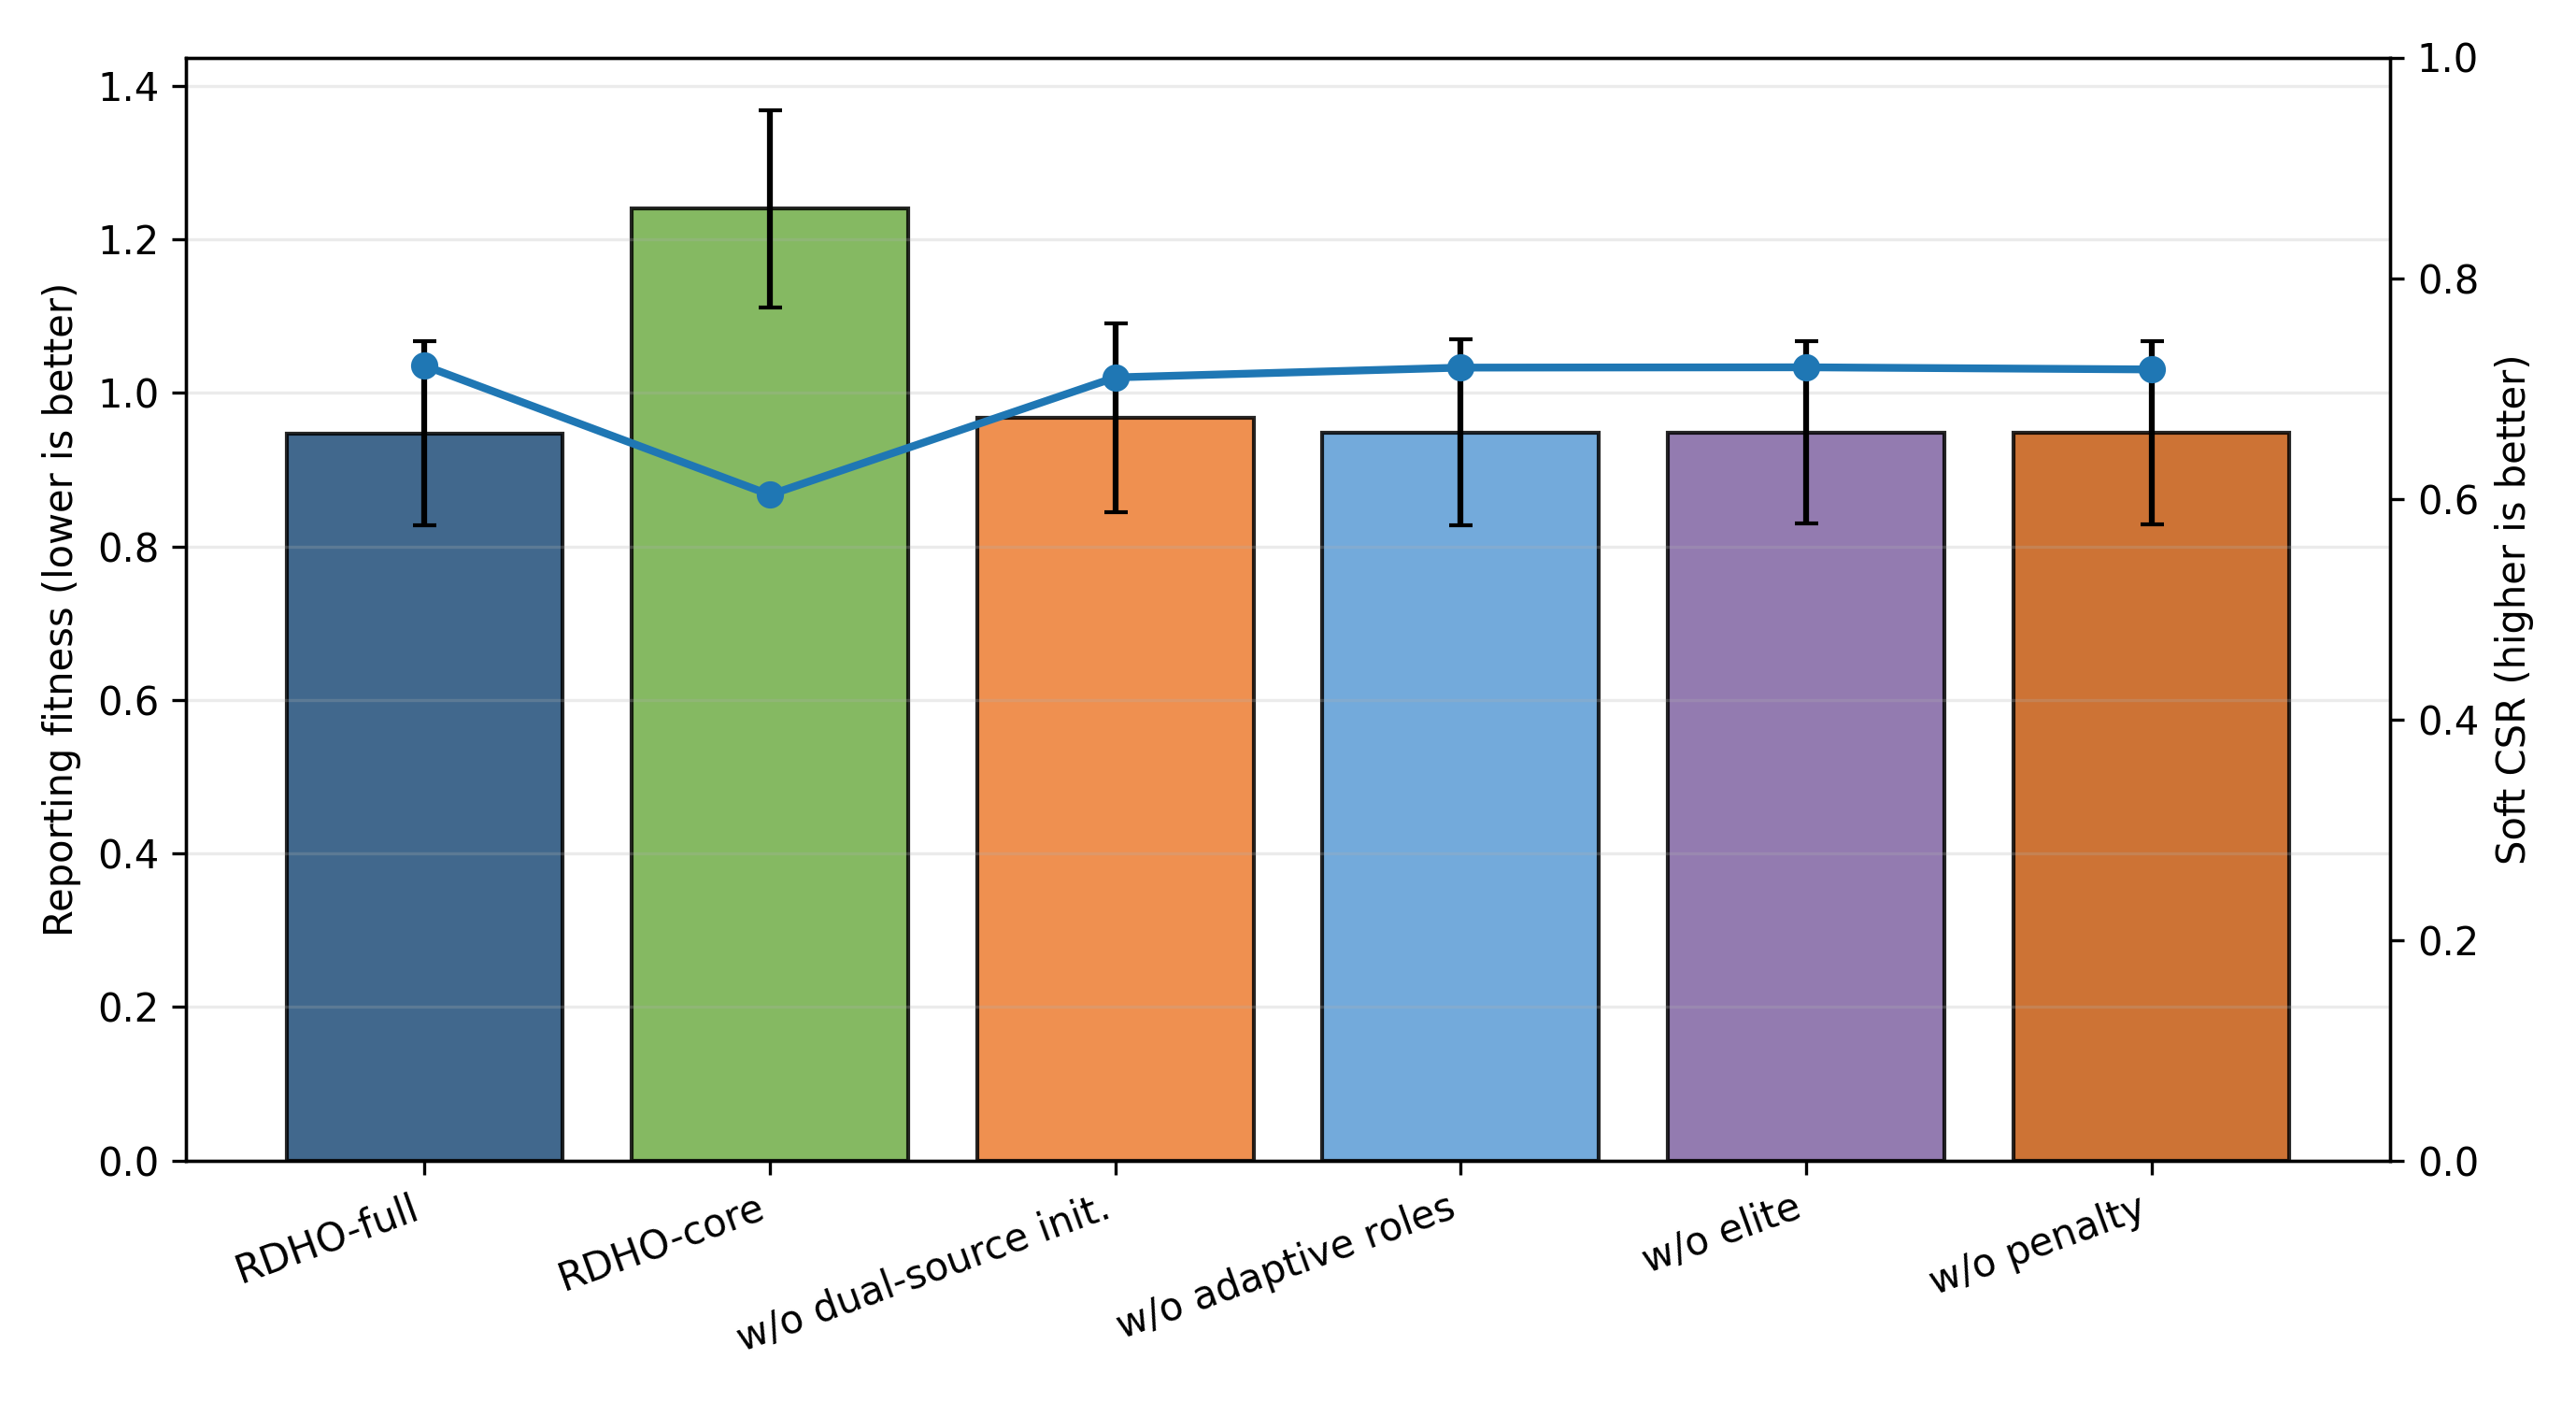 Reporting fitness (lower is better)
1.4
1.2
1.0
0.8
0.6
0.4
0.2
0.0
1.0
0.8
0.6
0.4
0.2
0.0
Soft CSR (higher is better)
RDHO-full
RDHO-core
w/o dual-source init.
w/o adaptive roles
w/o elite
w/o penalty